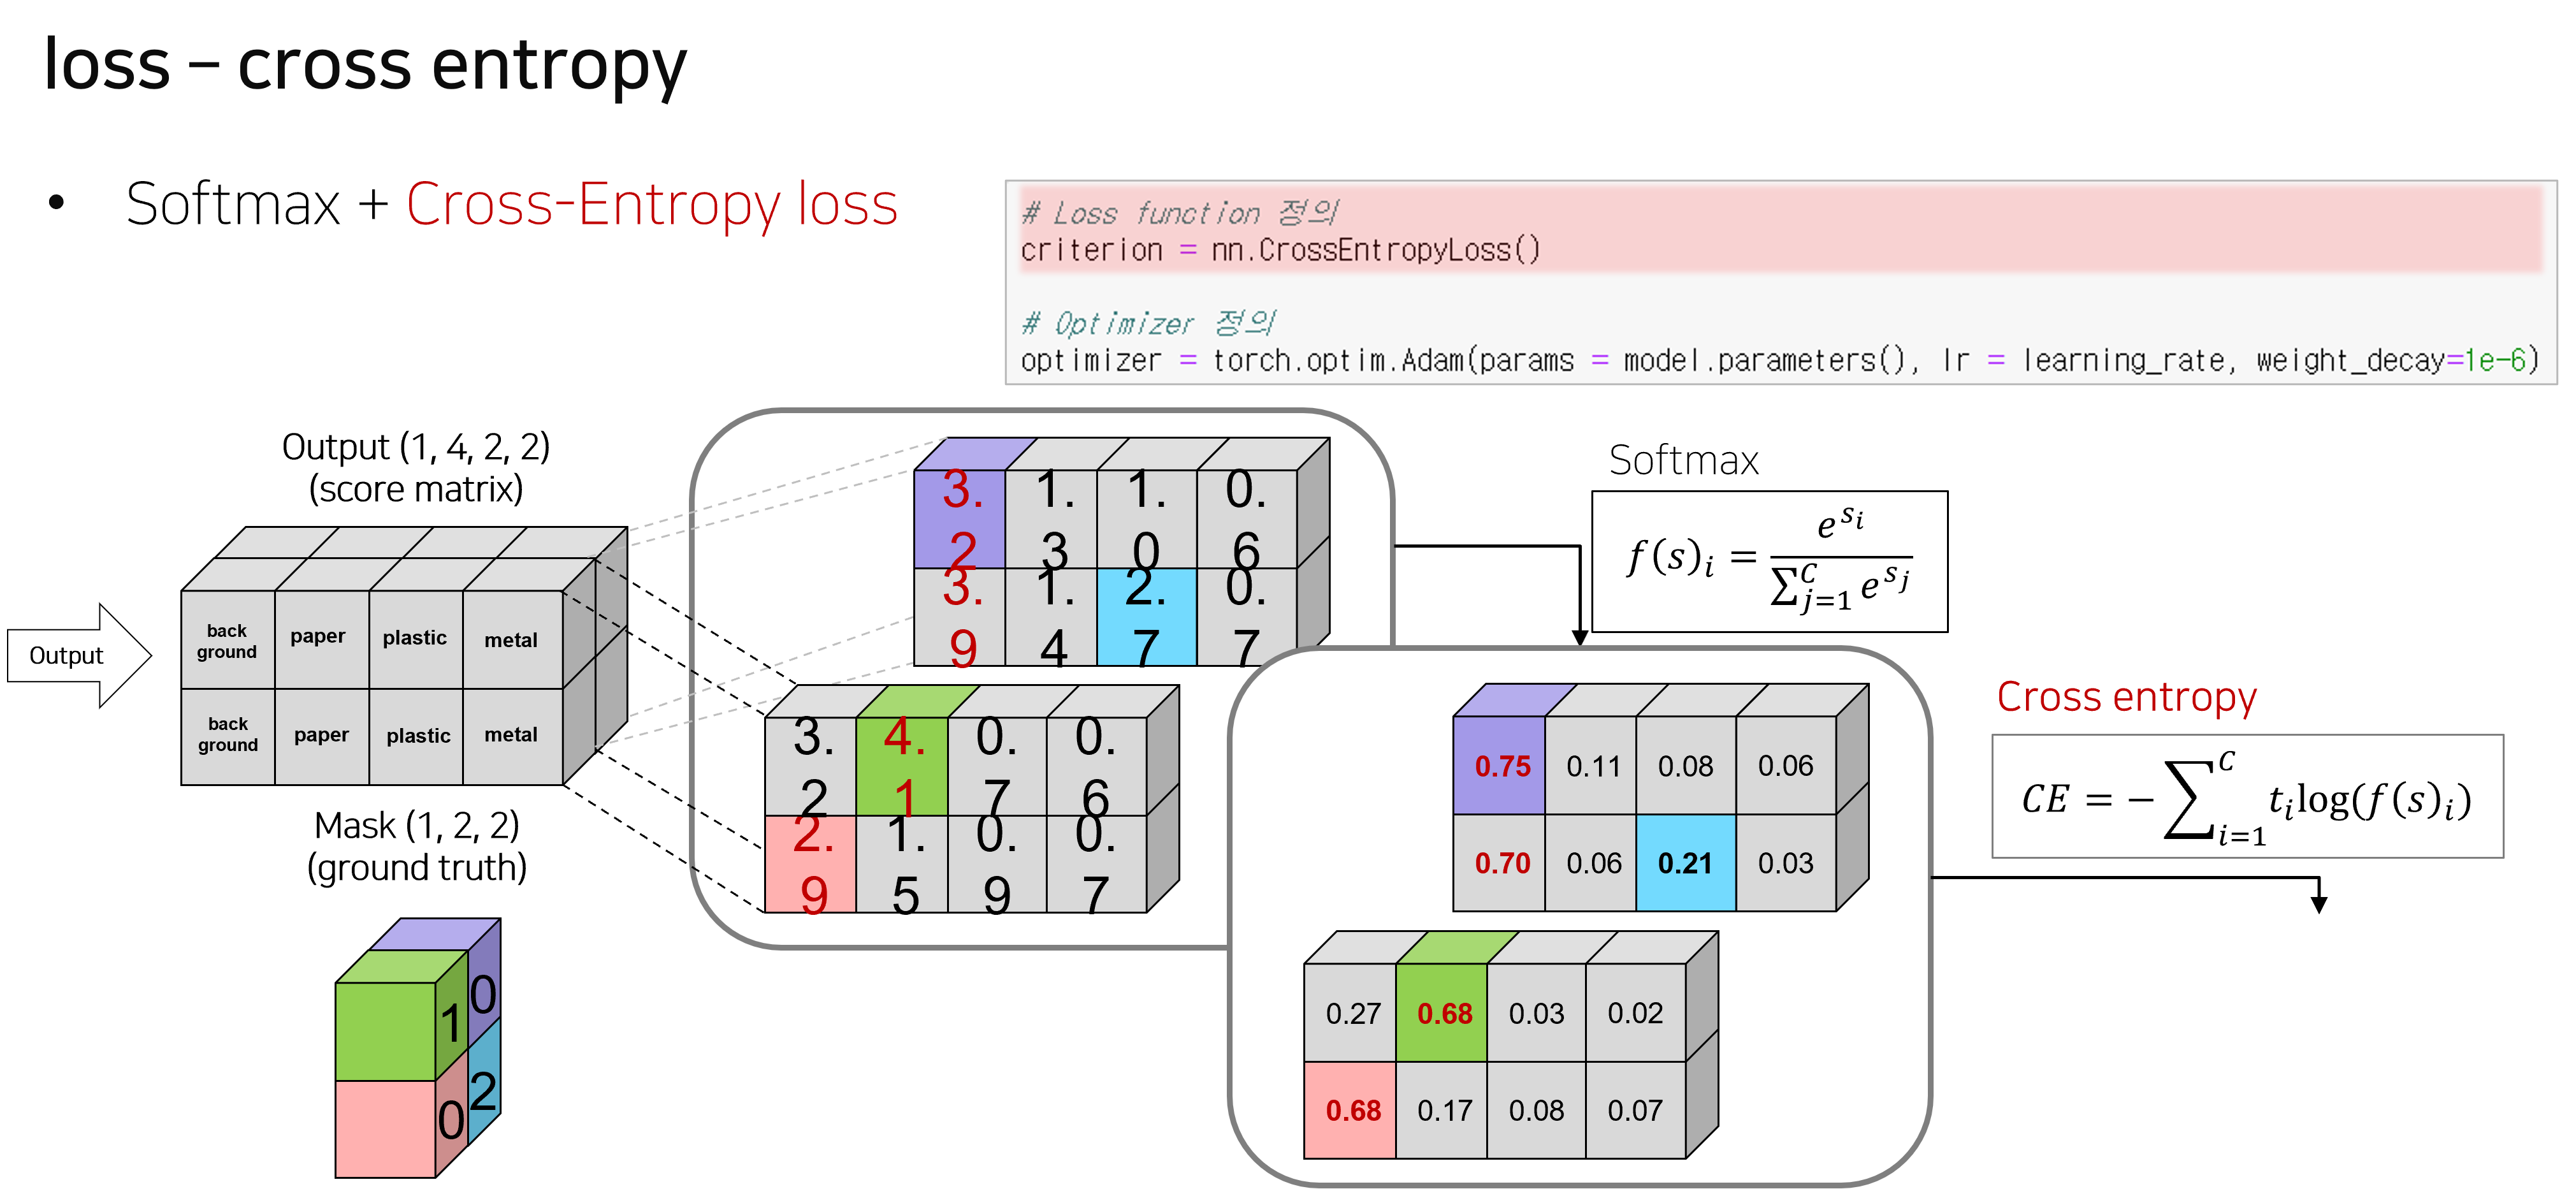 loss – cross entropy
• Softmax + Cross-Entropy loss
# Loss function 정의
criterion = nn.CrossEntropyLoss()
# Optimizer 정의
optimizer = torch.optim.Adam(params = model.parameters(), lr = learning_rate, weight_decay=1e-6)
Output (1, 4, 2, 2)
(score matrix)
Output
back ground paper plastic metal
back ground paper plastic metal
Mask (1, 2, 2)
(ground truth)
1 0
0 2
3.2 1.3 1.0 0.6
3.9 1.4 2.7 0.7
3.2 4.1 0.7 0.6
2.9 1.5 0.9 0.7
Softmax
f(s)_i = e^{s_i} / ∑_{j=1}^{C} e^{s_j}
0.75 0.11 0.08 0.06
0.70 0.06 0.21 0.03
0.27 0.68 0.03 0.02
0.68 0.17 0.08 0.07
Cross entropy
CE = − ∑_{i=1}^{C} t_i log(f(s)_i)